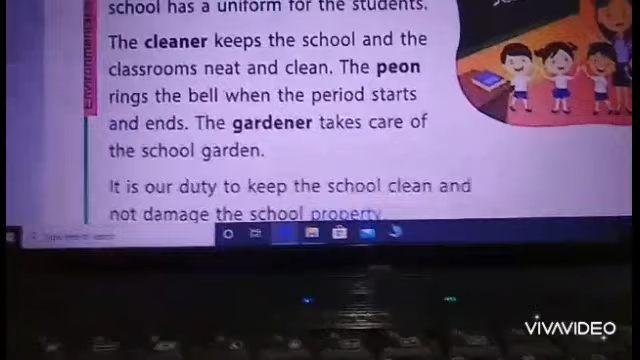 school has a uniform for the students.
The cleaner keeps the school and the
classrooms neat and clean. The peon
rings the bell when the period starts
and ends. The gardener takes care of
the school garden.
It is our duty to keep the school clean and
not damage the school property
VIVAVIDEO